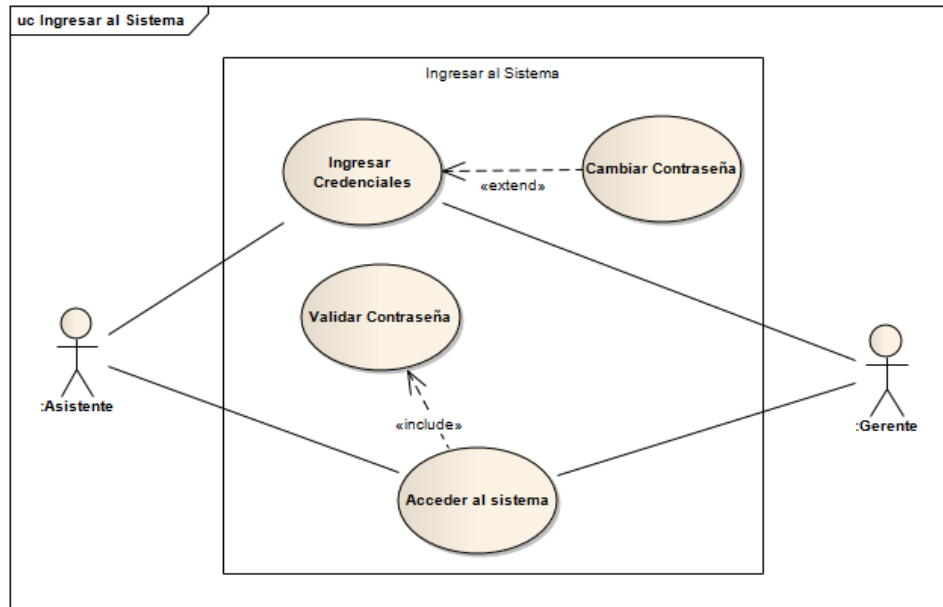 uc Ingresar al Sistema
Ingresar al Sistema
Ingresar
Credenciales
Cambiar Contraseña
«extend»
Validar Contraseña
:Asistente
:Gerente
«include»
Acceder al sistema